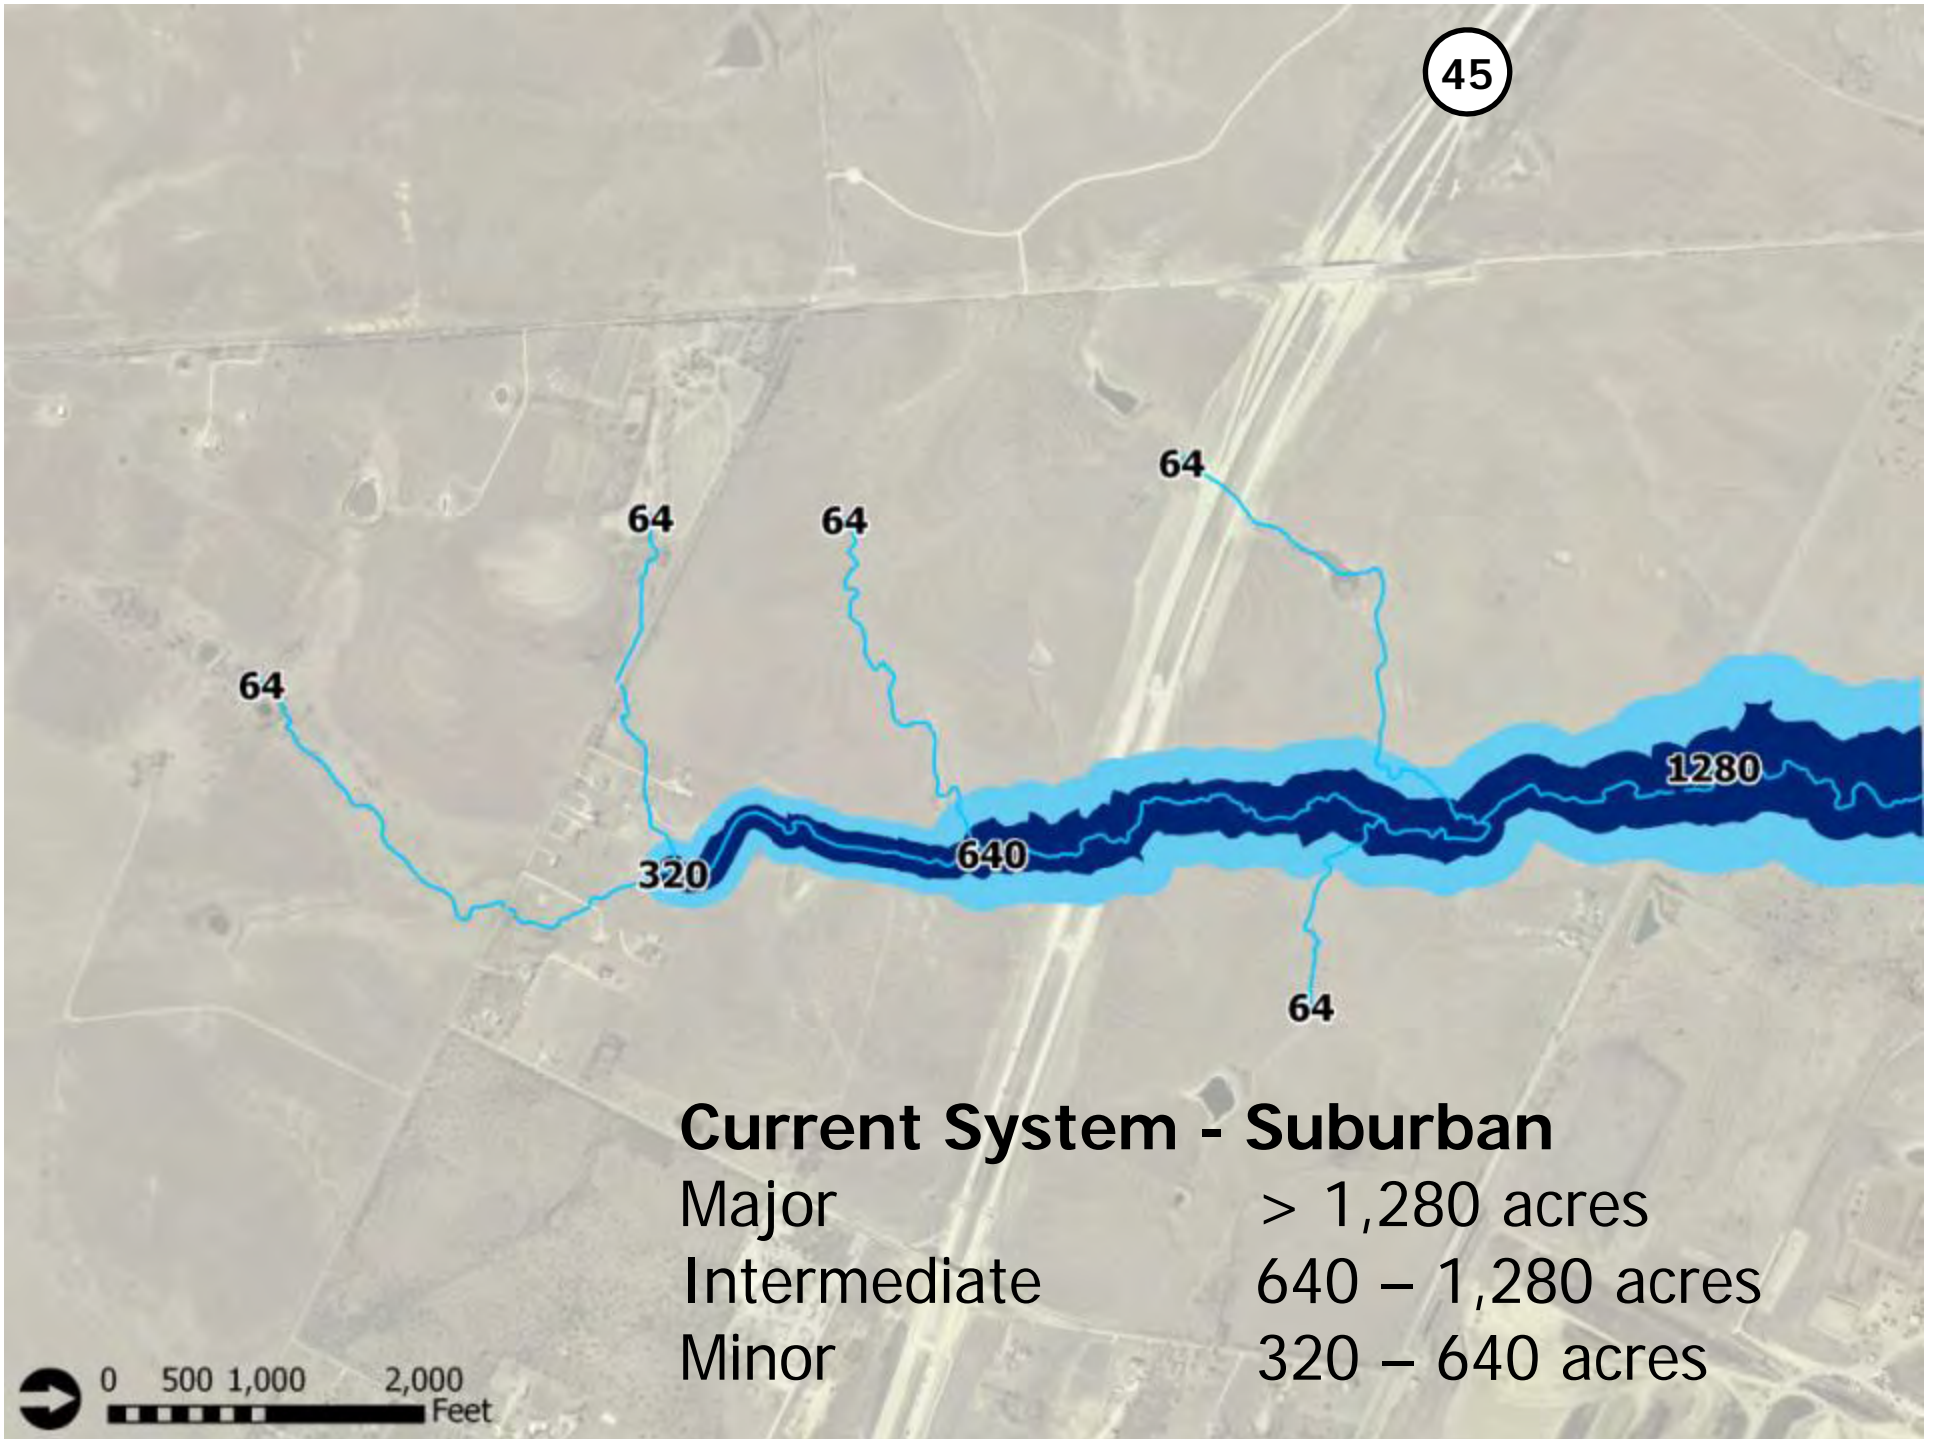 45
64
64
64
64
1280
640
320
64
Current System - Suburban
Major > 1,280 acres
Intermediate 640 – 1,280 acres
Minor 320 – 640 acres
0 500 1,000 2,000
Feet